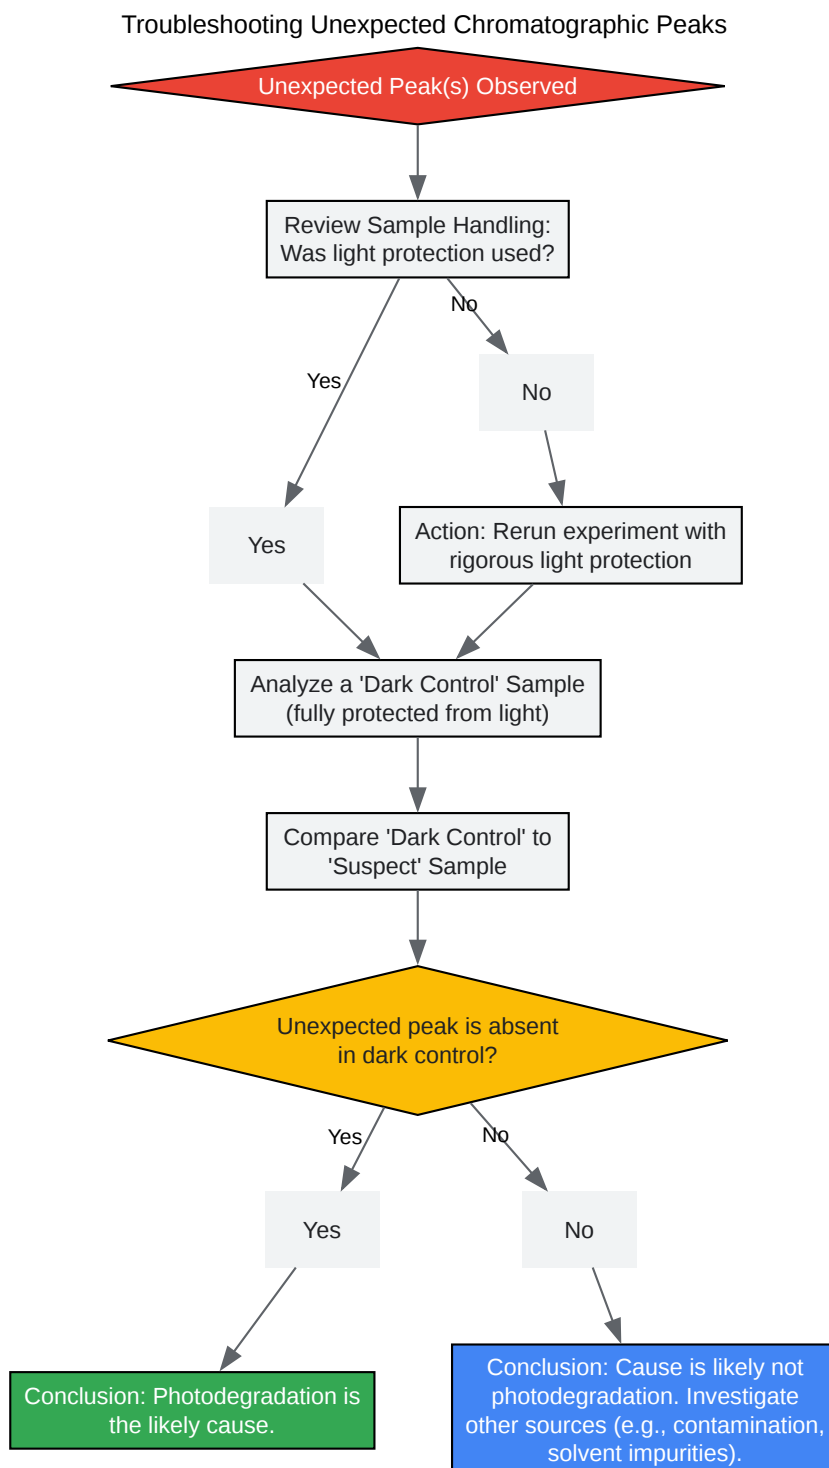 Troubleshooting Unexpected Chromatographic Peaks
Unexpected Peak(s) Observed
Review Sample Handling:
Was light protection used?
No
Yes
No
Yes
Action: Rerun experiment with
rigorous light protection
Analyze a 'Dark Control' Sample
(fully protected from light)
Compare 'Dark Control' to
'Suspect' Sample
Unexpected peak is absent
in dark control?
Yes
No
Yes
No
Conclusion: Photodegradation is
the likely cause.
Conclusion: Cause is likely not
photodegradation. Investigate
other sources (e.g., contamination,
solvent impurities).